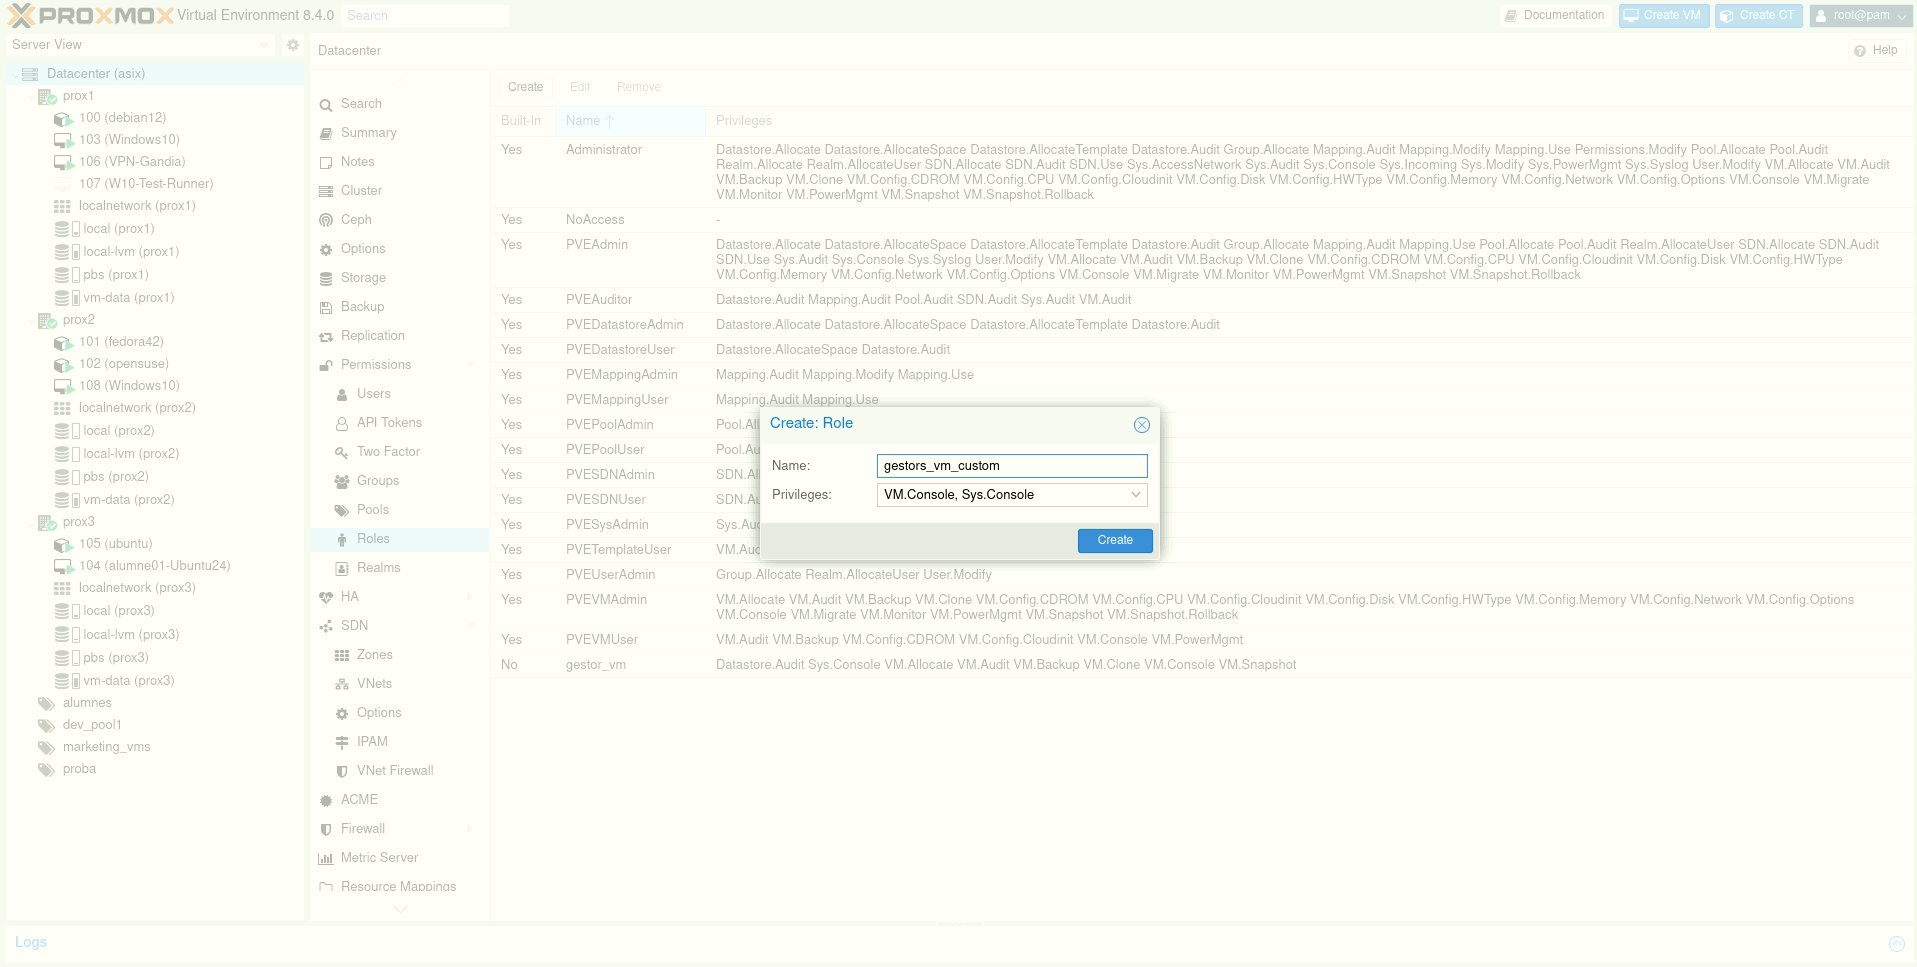 PROXMOX Virtual Environment 8.4.0 Search Documentation Create VM Create CT root@pam
Server View
Datacenter (asix)
prox1
100 (debian12)
103 (Windows10)
106 (VPN-Gandia)
107 (W10-Test-Runner)
localnetwork (prox1)
local (prox1)
local-lvm (prox1)
pbs (prox1)
vm-data (prox1)
prox2
101 (fedora42)
102 (opensuse)
108 (Windows10)
localnetwork (prox2)
local (prox2)
local-lvm (prox2)
pbs (prox2)
vm-data (prox2)
prox3
105 (ubuntu)
104 (alumne01-Ubuntu24)
localnetwork (prox3)
local (prox3)
local-lvm (prox3)
pbs (prox3)
vm-data (prox3)
alumnes
dev_pool1
marketing_vms
proba
Datacenter Help
Search
Summary
Notes
Cluster
Ceph
Options
Storage
Backup
Replication
Permissions
Users
API Tokens
Two Factor
Groups
Pools
Roles
Realms
HA
SDN
Zones
VNets
Options
IPAM
VNet Firewall
ACME
Firewall
Metric Server
Resource Mappings
Create Edit Remove
Built-In Name Privileges
Yes Administrator Datastore.Allocate Datastore.AllocateSpace Datastore.AllocateTemplate Datastore.Audit Group.Allocate Mapping.Audit Mapping.Modify Mapping.Use Permissions.Modify Pool.Allocate Pool.Audit
Realm.Allocate Realm.AllocateUser SDN.Allocate SDN.Audit SDN.Use Sys.AccessNetwork Sys.Audit Sys.Console Sys.Incoming Sys.Modify Sys.PowerMgmt Sys.Syslog User.Modify VM.Allocate VM.Audit
VM.Backup VM.Clone VM.Config.CDROM VM.Config.CPU VM.Config.Cloudinit VM.Config.Disk VM.Config.HWType VM.Config.Memory VM.Config.Network VM.Config.Options VM.Console VM.Migrate
VM.Monitor VM.PowerMgmt VM.Snapshot VM.Snapshot.Rollback
Yes NoAccess -
Yes PVEAdmin Datastore.Allocate Datastore.AllocateSpace Datastore.AllocateTemplate Datastore.Audit Group.Allocate Mapping.Audit Mapping.Use Pool.Allocate Pool.Audit Realm.AllocateUser SDN.Allocate SDN.Audit
SDN.Use Sys.Audit Sys.Console Sys.Syslog User.Modify VM.Allocate VM.Audit VM.Backup VM.Clone VM.Config.CDROM VM.Config.CPU VM.Config.Cloudinit VM.Config.Disk VM.Config.HWType
VM.Config.Memory VM.Config.Network VM.Config.Options VM.Console VM.Migrate VM.Monitor VM.PowerMgmt VM.Snapshot VM.Snapshot.Rollback
Yes PVEAuditor Datastore.Audit Mapping.Audit Pool.Audit SDN.Audit Sys.Audit VM.Audit
Yes PVEDatastoreAdmin Datastore.Allocate Datastore.AllocateSpace Datastore.AllocateTemplate Datastore.Audit
Yes PVEDatastoreUser Datastore.AllocateSpace Datastore.Audit
Yes PVEMappingAdmin Mapping.Audit Mapping.Modify Mapping.Use
Yes PVEMappingUser Mapping.Audit Mapping.Use
Yes PVEPoolAdmin Pool.All
Yes PVEPoolUser Pool.Au
Yes PVESDNAdmin SDN.All
Yes PVESDNUser SDN.Au
Yes PVESysAdmin Sys.Aud
Yes PVETemplateUser VM.Aud
Yes PVEUserAdmin Group.Allocate Realm.AllocateUser User.Modify
Yes PVEVMAdmin VM.Allocate VM.Audit VM.Backup VM.Clone VM.Config.CDROM VM.Config.CPU VM.Config.Cloudinit VM.Config.Disk VM.Config.HWType VM.Config.Memory VM.Config.Network VM.Config.Options
VM.Console VM.Migrate VM.Monitor VM.PowerMgmt VM.Snapshot VM.Snapshot.Rollback
Yes PVEVMUser VM.Audit VM.Backup VM.Config.CDROM VM.Config.Cloudinit VM.Console VM.PowerMgmt
No gestor_vm Datastore.Audit Sys.Console VM.Allocate VM.Audit VM.Backup VM.Clone VM.Console VM.Snapshot
Create: Role
Name: gestors_vm_custom
Privileges: VM.Console, Sys.Console
Create
Logs